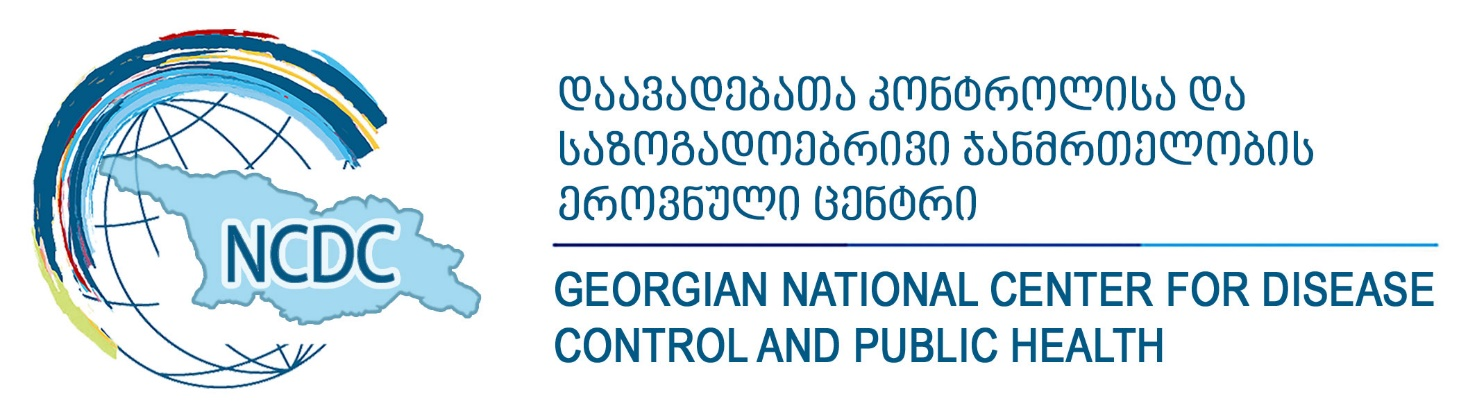 NCDC
დაავადებათა კონტროლისა და
საზოგადოებრივი ჯანმრთელობის
ეროვნული ცენტრი
GEORGIAN NATIONAL CENTER FOR DISEASE
CONTROL AND PUBLIC HEALTH